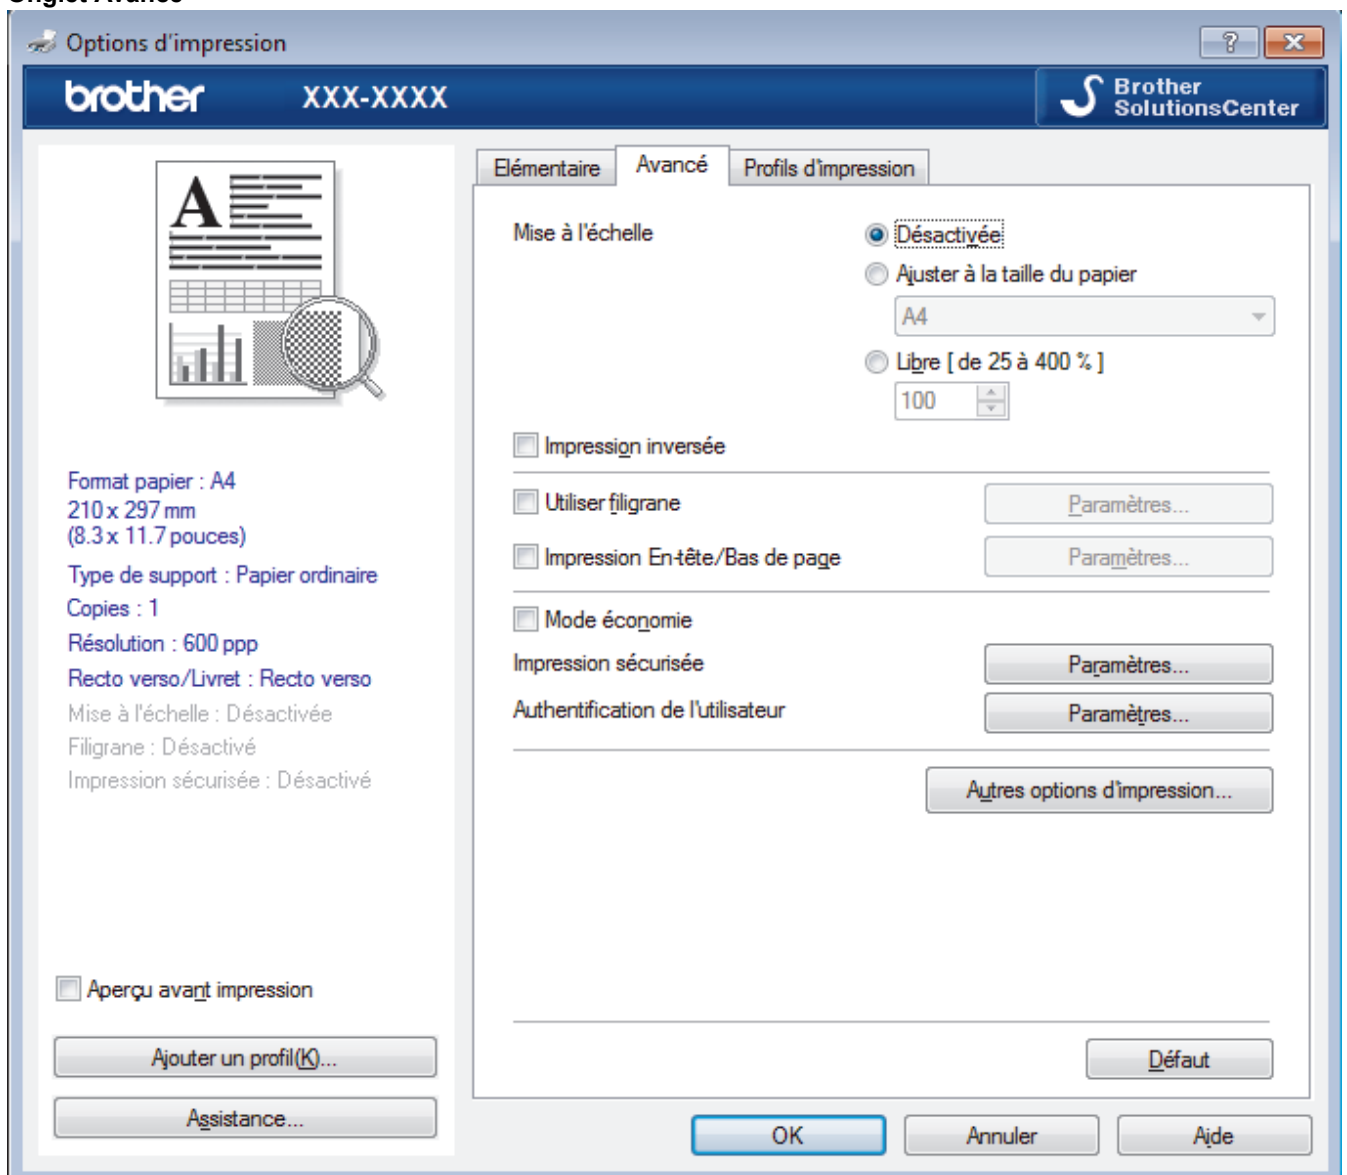 Onglet Avancé
Options d'impression
brother XXX-XXXX
Brother
SolutionsCenter
A
Format papier : A4
210 x 297 mm
(8.3 x 11.7 pouces)
Type de support : Papier ordinaire
Copies : 1
Résolution : 600 ppp
Recto verso/Livret : Recto verso
Mise à l'échelle : Désactivée
Filigrane : Désactivé
Impression sécurisée : Désactivé
Aperçu avant impression
Ajouter un profil(K)...
Assistance...
Elémentaire Avancé Profils d'impression
Mise à l'échelle Désactivée
Ajuster à la taille du papier
A4
Libre [ de 25 à 400 % ]
100
Impression inversée
Utiliser filigrane Paramètres...
Impression En-tête/Bas de page Paramètres...
Mode économie
Impression sécurisée Paramètres...
Authentification de l'utilisateur Paramètres...
Autres options d'impression...
Défaut
OK Annuler Aide